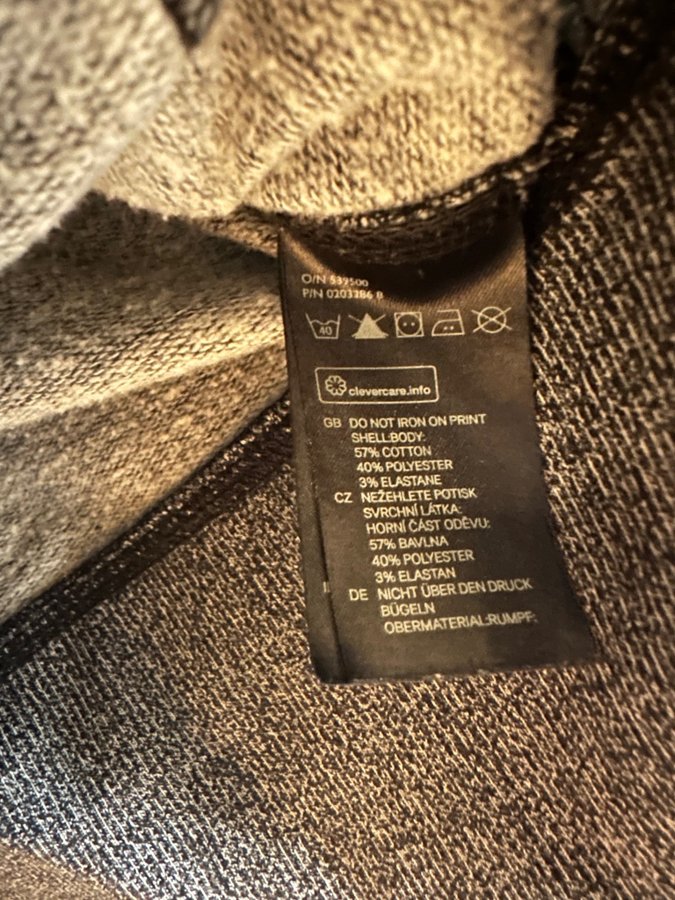 O/N 539500
P/N 0203286 B
40
clevercare.info
GB DO NOT IRON ON PRINT
SHELL:BODY:
57% COTTON
40% POLYESTER
3% ELASTANE
CZ NEŽEHLETE POTISK
SVRCHNÍ LÁTKA:
HORNÍ ČÁST ODĚVU:
57% BAVLNA
40% POLYESTER
3% ELASTAN
DE NICHT ÜBER DEN DRUCK
BÜGELN
OBERMATERIAL:RUMPF: